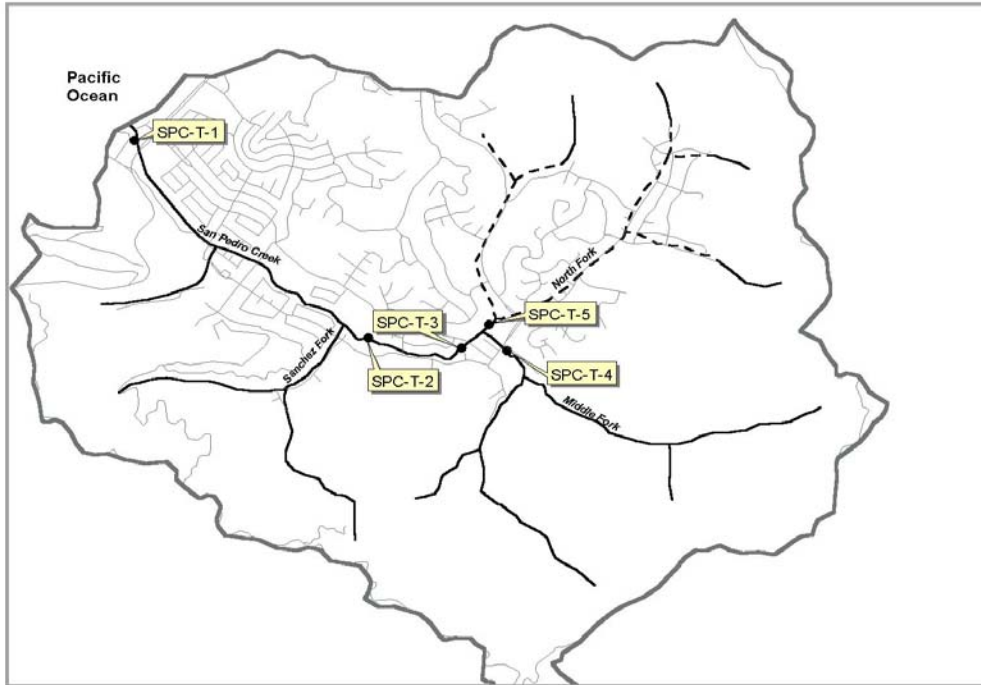 Pacific
Ocean
SPC-T-1
San Pedro Creek
North Fork
SPC-T-5
SPC-T-3
Sanchez Fork
SPC-T-2
SPC-T-4
Middle Fork